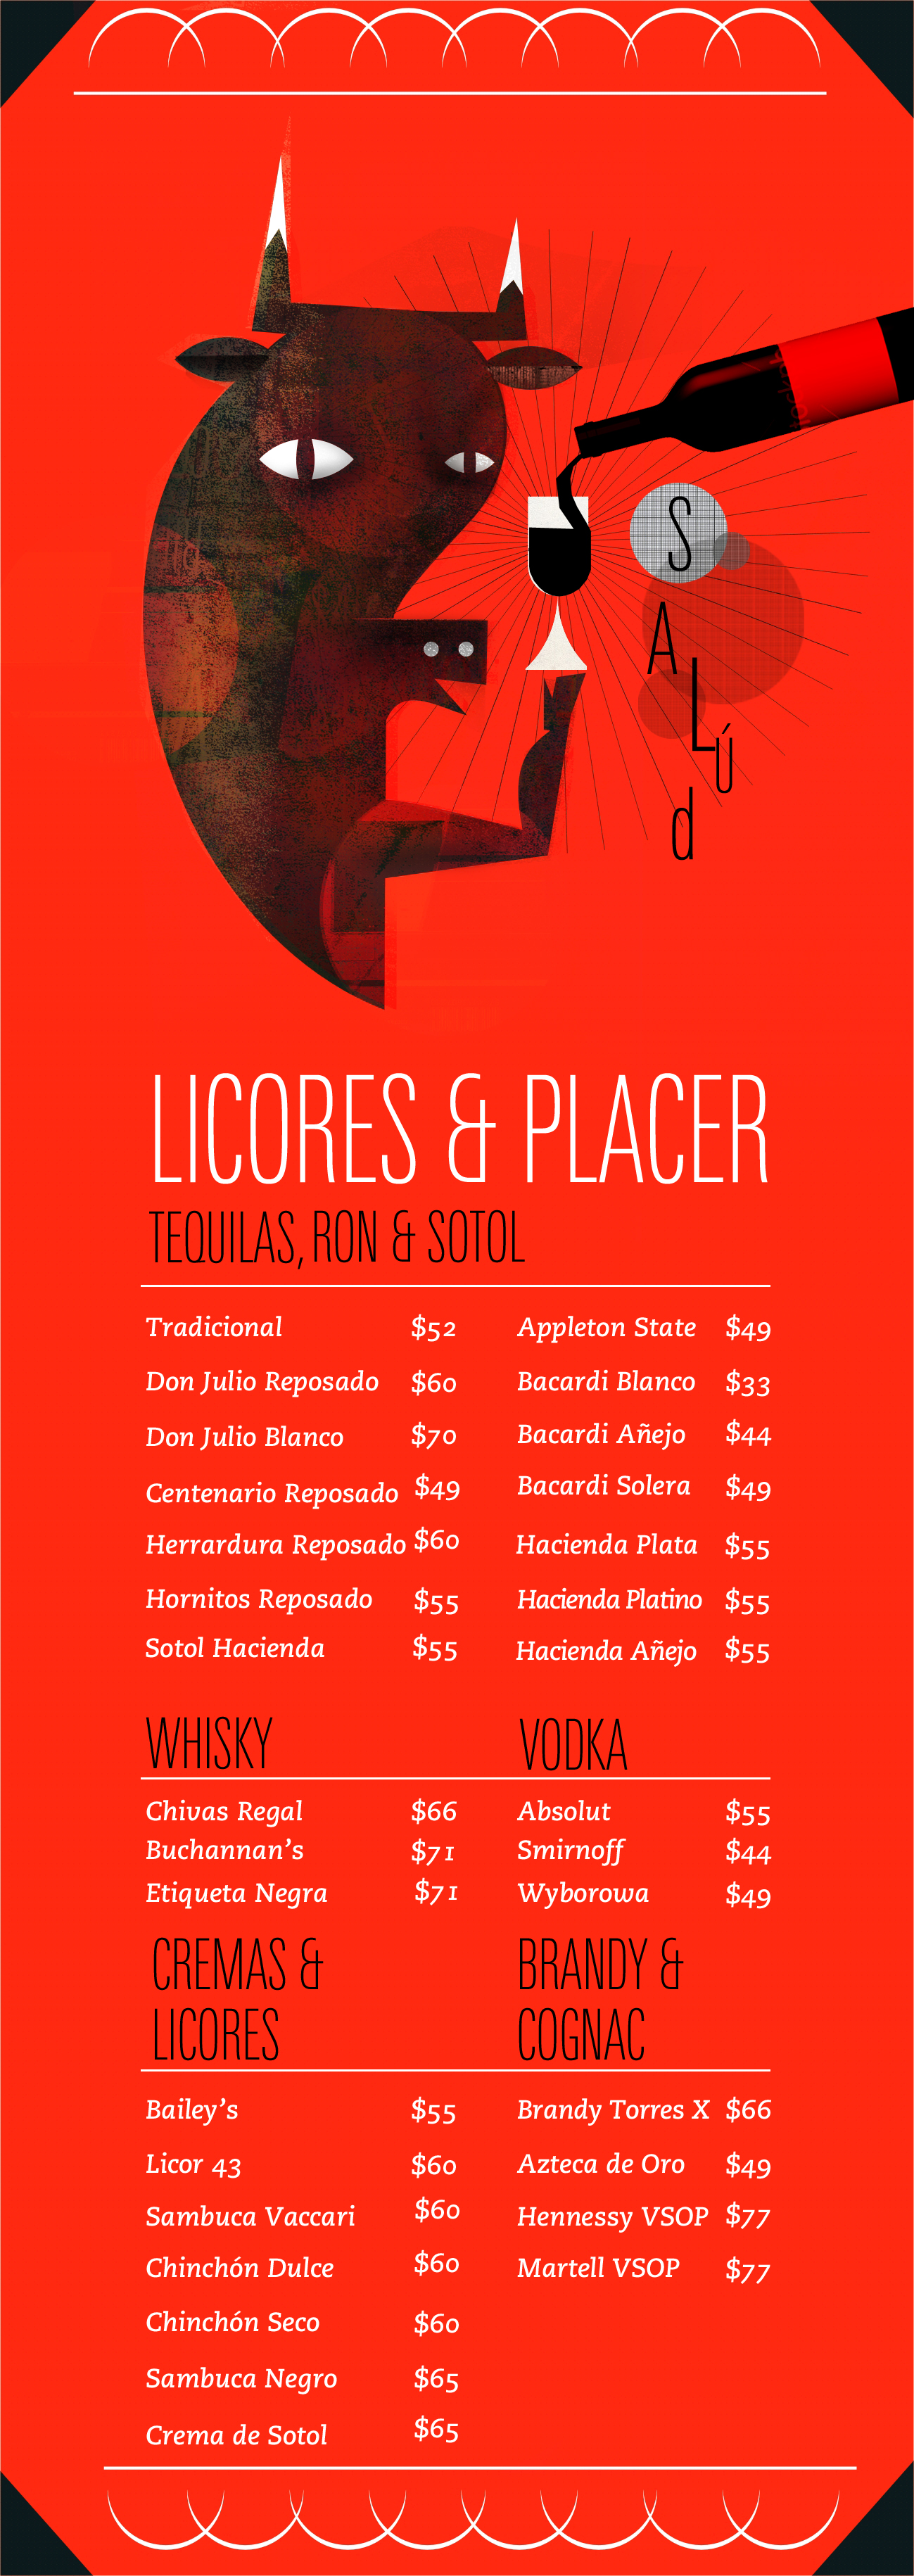 S
A
L
Ú
d
LICORES & PLACER
TEQUILAS, RON & SOTOL
Tradicional $52
Don Julio Reposado $60
Don Julio Blanco $70
Centenario Reposado $49
Herrardura Reposado $60
Hornitos Reposado $55
Sotol Hacienda $55
Appleton State $49
Bacardi Blanco $33
Bacardi Añejo $44
Bacardi Solera $49
Hacienda Plata $55
Hacienda Platino $55
Hacienda Añejo $55
WHISKY
Chivas Regal $66
Buchannan’s $71
Etiqueta Negra $71
VODKA
Absolut $55
Smirnoff $44
Wyborowa $49
CREMAS &
LICORES
Bailey’s $55
Licor 43 $60
Sambuca Vaccari $60
Chinchón Dulce $60
Chinchón Seco $60
Sambuca Negro $65
Crema de Sotol $65
BRANDY &
COGNAC
Brandy Torres X $66
Azteca de Oro $49
Hennessy VSOP $77
Martell VSOP $77